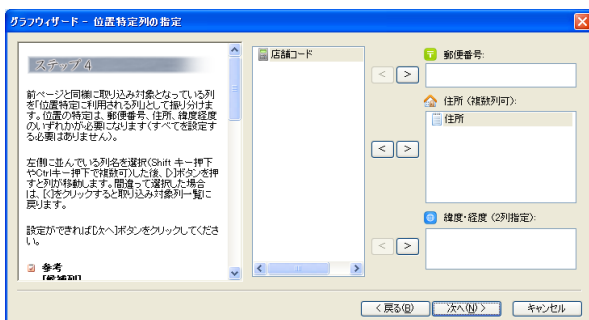 グラフウィザード - 位置特定列の指定
ステップ 4
前ページと同様に取り込み対象となっている列
を「位置特定に利用される列」として振り分けま
す。位置の特定は、郵便番号、住所、緯度経度
のいずれかが必要になります(すべてを設定す
る必要はありません)。
左側に並んでいる列名を選択(Shift キー押下
やCtrlキー押下で複数可)した後、[>]ボタンを押
すと列が移動します。間違って選択した場合
は、[<]をクリックすると取り込み対象列一覧に
戻ります。
設定ができれば[次へ]ボタンをクリックしてくださ
い。
参考
[候補列]
店舗コード
<
>
郵便番号:
住所 (複数列可):
住所
<
>
緯度・経度 (2列指定):
<
>
< 戻る(B)
次へ(N) >
キャンセル